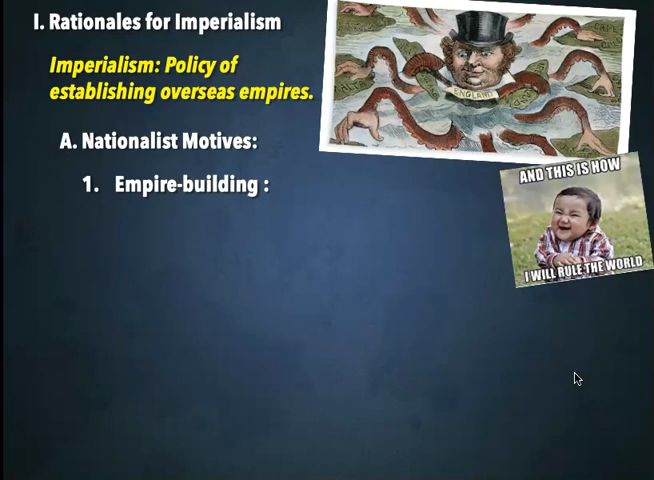 I. Rationales for Imperialism
Imperialism: Policy of
establishing overseas empires.
A. Nationalist Motives:
1. Empire-building :
ENGLAND
AND THIS IS HOW
I WILL RULE THE WORLD